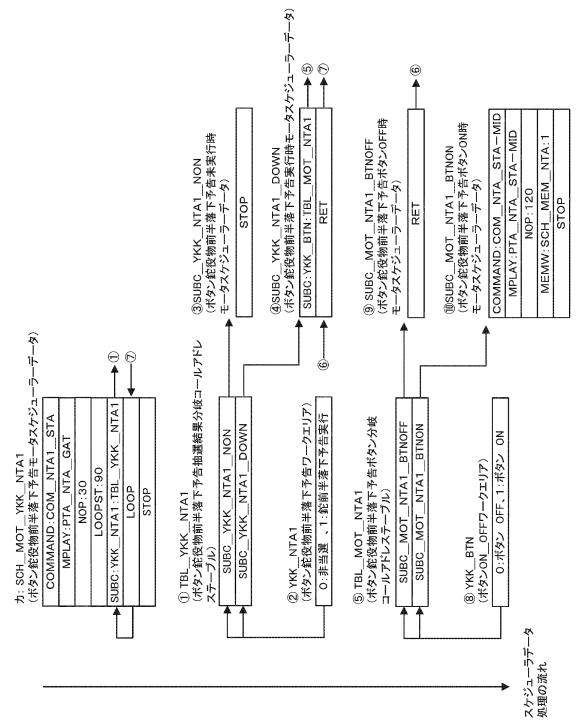 カ: SCH_MOT_YKK_NTA1
(ボタン鉈役物前半落下予告モータスケジューラーデータ)
COMMAND:COM_NTA1_STA
MPLAY:PTA_NTA_GAT
NOP:30
LOOPST:90
SUBC:YKK_NTA1:TBL_YKK_NTA1
LOOP
STOP
①
⑦
① TBL_YKK_NTA1
(ボタン鉈役物前半落下予告抽選結果分岐コールアドレ
ステーブル)
SUBC_YKK_NTA1_NON
SUBC_YKK_NTA1_DOWN
② YKK_NTA1
(ボタン鉈役物前半落下予告ワークエリア)
0:非当選 、1:鉈前半落下予告実行
③SUBC_YKK_NTA1_NON
(ボタン鉈役物前半落下予告未実行時
モータスケジューラーデータ)
STOP
④SUBC_YKK_NTA1_DOWN
(ボタン鉈役物前半落下予告実行時モータスケジューラーデータ)
SUBC:YKK_BTN:TBL_MOT_NTA1
RET
⑤
⑦
⑥
⑤ TBL_MOT_NTA1
(ボタン鉈役物前半落下予告ボタン分岐
コールアドレステーブル)
SUBC_MOT_NTA1_BTNOFF
SUBC_MOT_NTA1_BTNON
⑧ YKK_BTN
(ボタンON_OFFワークエリア)
0:ボタン OFF、1:ボタン ON
⑨ SUBC_MOT_NTA1_BTNOFF
(ボタン鉈役物前半落下予告ボタンOFF時
モータスケジューラーデータ)
RET
⑥
⑩SUBC_MOT_NTA1_BTNON
(ボタン鉈役物前半落下予告ボタンON時
モータスケジューラーデータ)
COMMAND:COM_NTA_STA-MID
MPLAY:PTA_NTA_STA-MID
NOP:120
MEMW:SCH_MEM_NTA:1
STOP
スケジューラデータ
処理の流れ